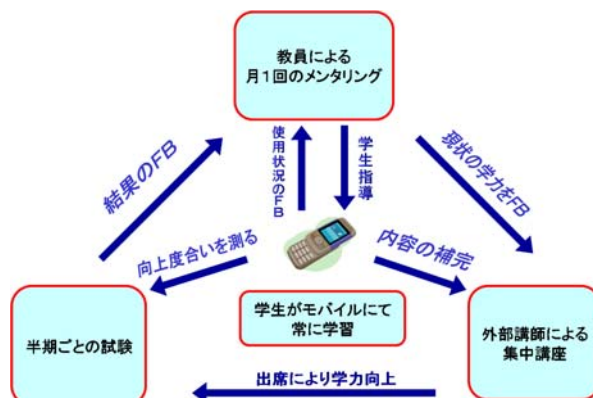 教員による
月１回のメンタリング
結果のFB
使用状況のFB
学生指導
現状の学力をFB
向上度合いを測る
内容の補完
半期ごとの試験
学生がモバイルにて
常に学習
外部講師による
集中講座
出席により学力向上